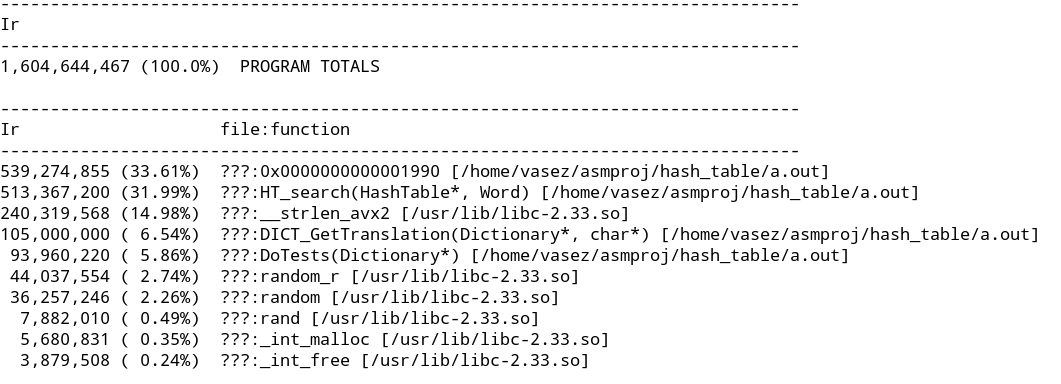 --------------------------------------------------------------------------------
Ir
--------------------------------------------------------------------------------
1,604,644,467 (100.0%)  PROGRAM TOTALS

--------------------------------------------------------------------------------
Ir                    file:function
--------------------------------------------------------------------------------
539,274,855 (33.61%)  ???:0x0000000000001990 [/home/vasez/asmproj/hash_table/a.out]
513,367,200 (31.99%)  ???:HT_search(HashTable*, Word) [/home/vasez/asmproj/hash_table/a.out]
240,319,568 (14.98%)  ???:__strlen_avx2 [/usr/lib/libc-2.33.so]
105,000,000 ( 6.54%)  ???:DICT_GetTranslation(Dictionary*, char*) [/home/vasez/asmproj/hash_table/a.out]
 93,960,220 ( 5.86%)  ???:DoTests(Dictionary*) [/home/vasez/asmproj/hash_table/a.out]
 44,037,554 ( 2.74%)  ???:random_r [/usr/lib/libc-2.33.so]
 36,257,246 ( 2.26%)  ???:random [/usr/lib/libc-2.33.so]
  7,882,010 ( 0.49%)  ???:rand [/usr/lib/libc-2.33.so]
  5,680,831 ( 0.35%)  ???:_int_malloc [/usr/lib/libc-2.33.so]
  3,879,508 ( 0.24%)  ???:_int_free [/usr/lib/libc-2.33.so]